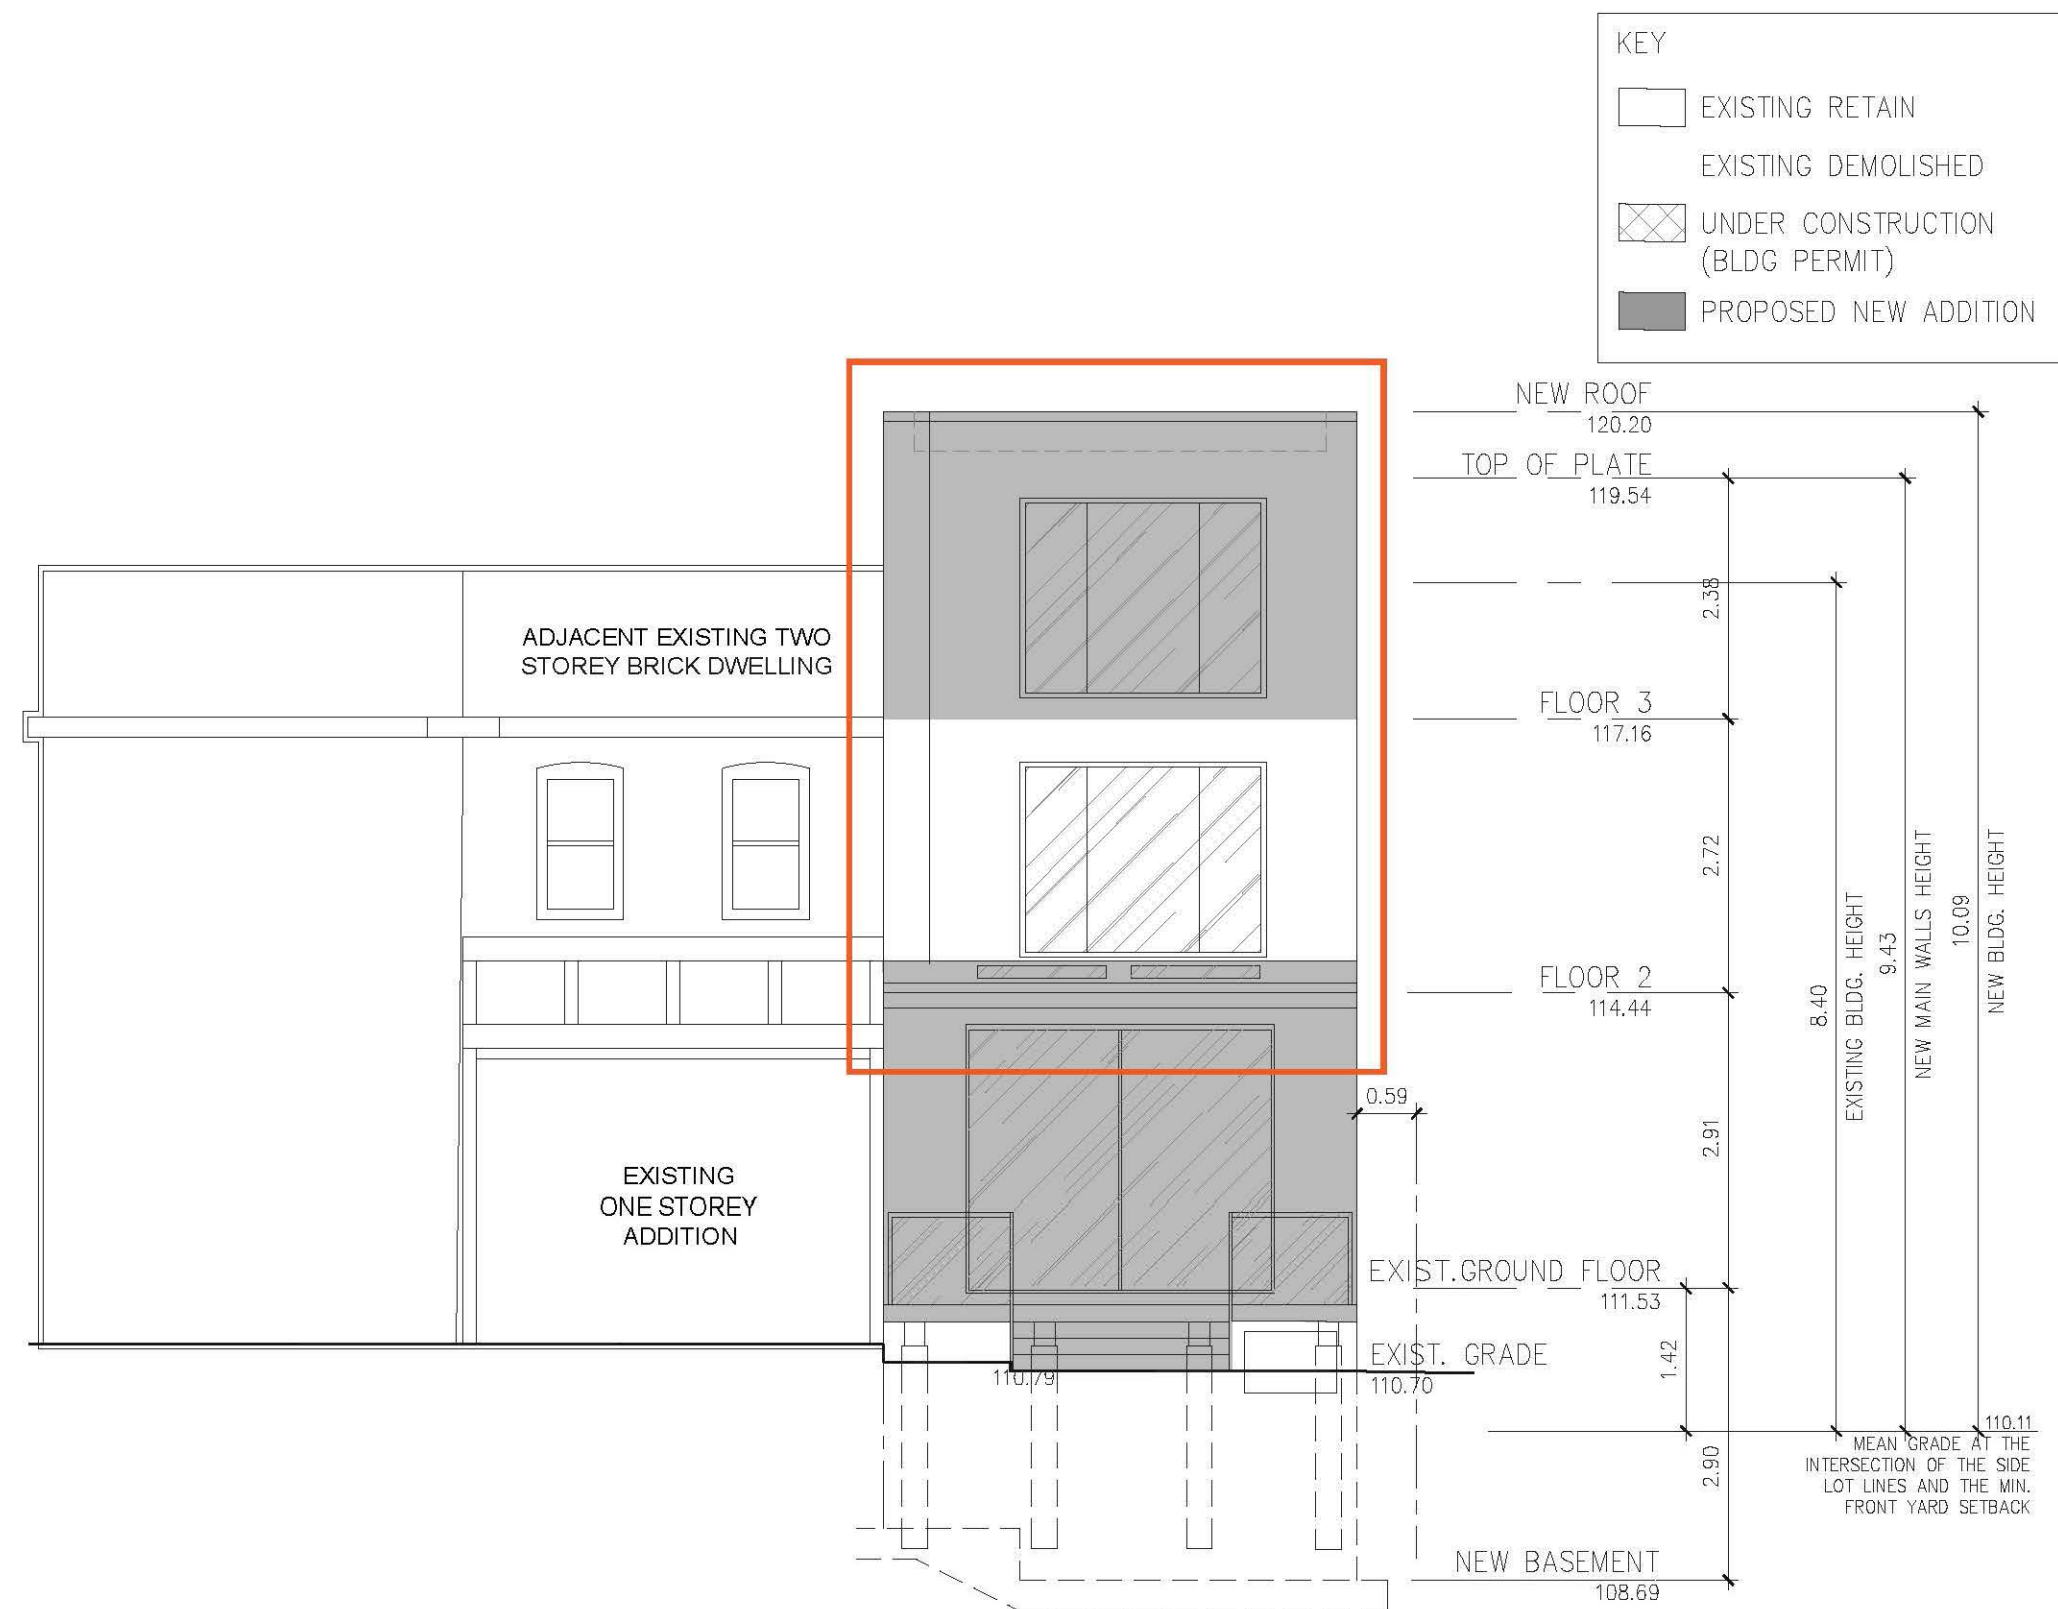 KEY
EXISTING RETAIN
EXISTING DEMOLISHED
UNDER CONSTRUCTION
(BLDG PERMIT)
PROPOSED NEW ADDITION
NEW ROOF
120.20
TOP OF PLATE
119.54
2.38
ADJACENT EXISTING TWO
STOREY BRICK DWELLING
FLOOR 3
117.16
2.72
FLOOR 2
114.44
8.40
EXISTING BLDG. HEIGHT
9.43
NEW MAIN WALLS HEIGHT
10.09
NEW BLDG. HEIGHT
0.59
2.91
EXISTING
ONE STOREY
ADDITION
EXIST.GROUND FLOOR
111.53
1.42
EXIST. GRADE
110.79
110.70
110.11
MEAN GRADE AT THE
INTERSECTION OF THE SIDE
LOT LINES AND THE MIN.
FRONT YARD SETBACK
2.90
NEW BASEMENT
108.69